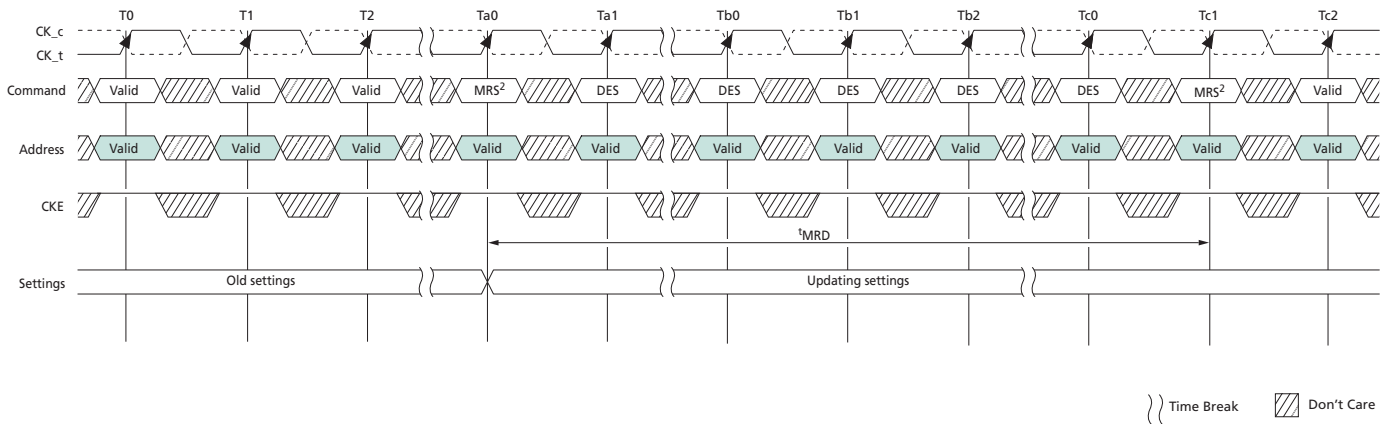 T0 T1 T2 Ta0 Ta1 Tb0 Tb1 Tb2 Tc0 Tc1 Tc2
CK_c
CK_t
Command Valid Valid Valid MRS2 DES DES DES DES DES MRS2 Valid
Address Valid Valid Valid Valid Valid Valid Valid Valid Valid Valid Valid
CKE
tMRD
Settings Old settings Updating settings
Time Break Don't Care